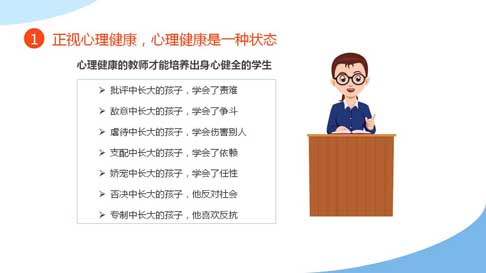 1 正视心理健康，心理健康是一种状态
心理健康的教师才能培养出身心健全的学生
➢ 批评中长大的孩子，学会了责难
➢ 敌意中长大的孩子，学会了争斗
➢ 虐待中长大的孩子，学会伤害别人
➢ 支配中长大的孩子，学会了依赖
➢ 娇宠中长大的孩子，学会了任性
➢ 否决中长大的孩子，他反对社会
➢ 专制中长大的孩子，他喜欢反抗